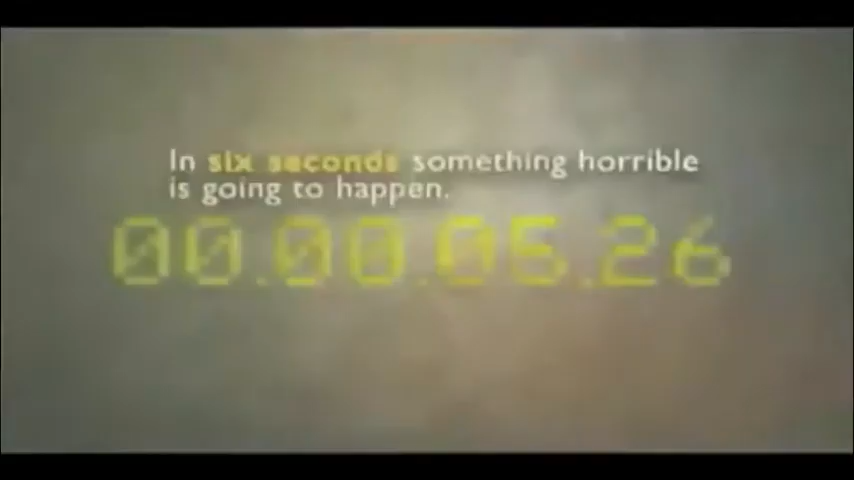 In six seconds something horrible
is going to happen.
00.00.05.26